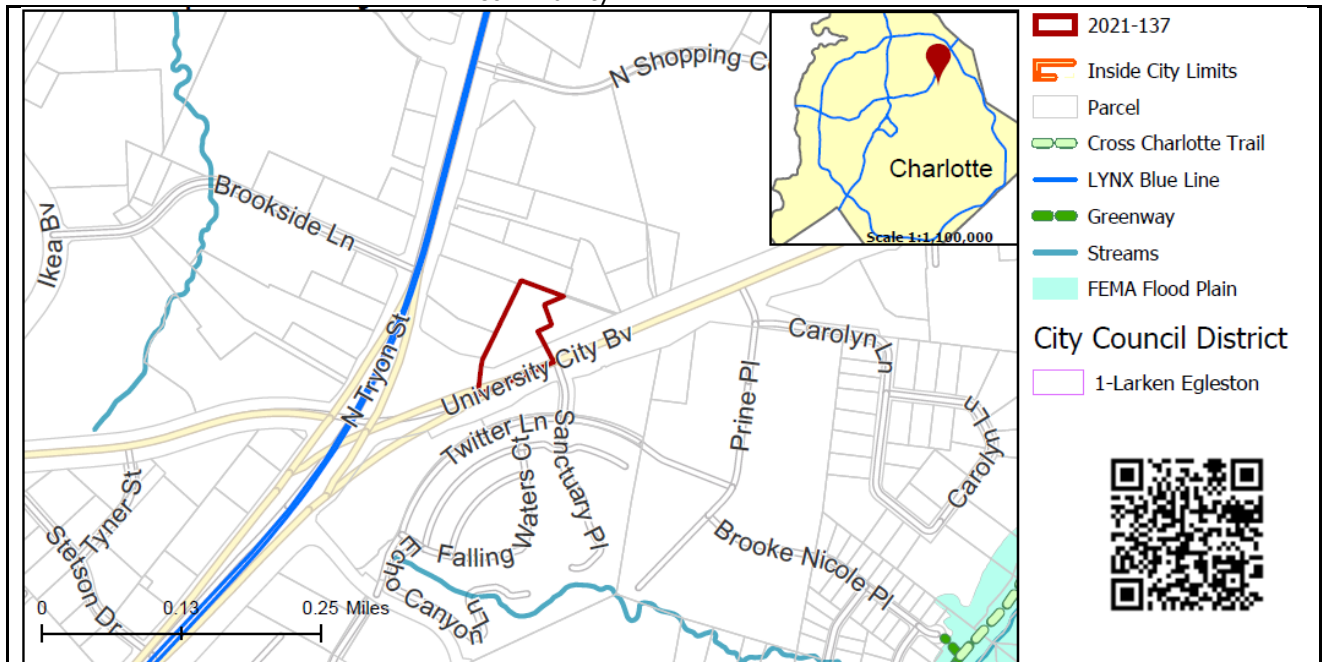 N Shopping C
Brookside Ln
Ikea Bv
N Tryon St
University City Bv
Twitter Ln
Sanctuary Pl
Waters Ct
Falling
Echo
Canyon
Ln
Prine Pl
Carolyn Ln
Carolyn Ln
Brooke Nicole Pl
Tyner St
Stetson Dr
0 0.13 0.25 Miles
Charlotte
Scale 1:1,100,000
2021-137
Inside City Limits
Parcel
Cross Charlotte Trail
LYNX Blue Line
Greenway
Streams
FEMA Flood Plain
City Council District
1-Larken Egleston